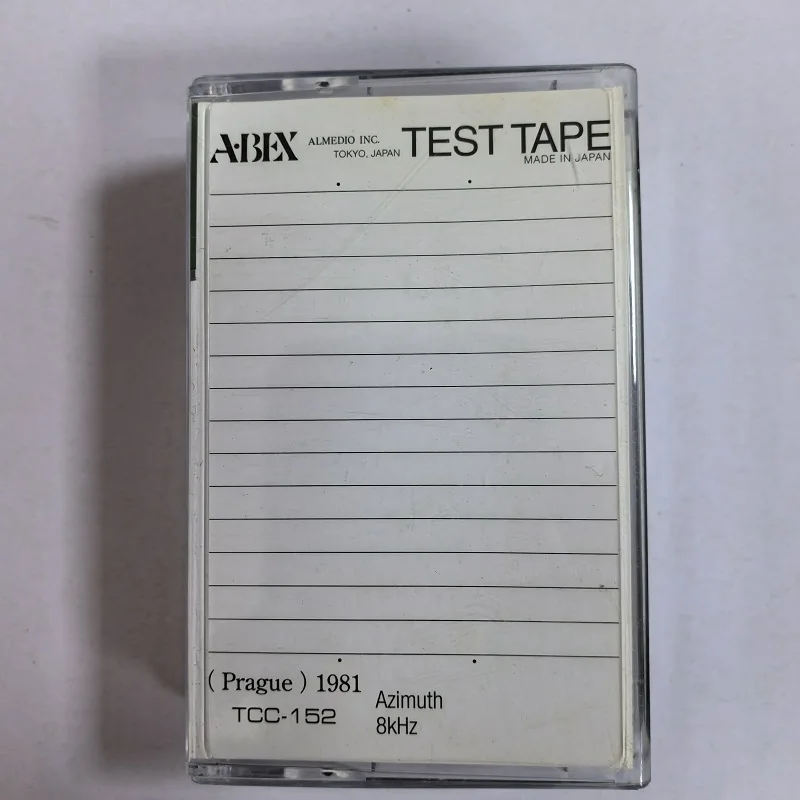 A·BEX ALMEDIO INC. TEST TAPE
TOKYO, JAPAN MADE IN JAPAN
( Prague ) 1981
TCC-152
Azimuth
8kHz